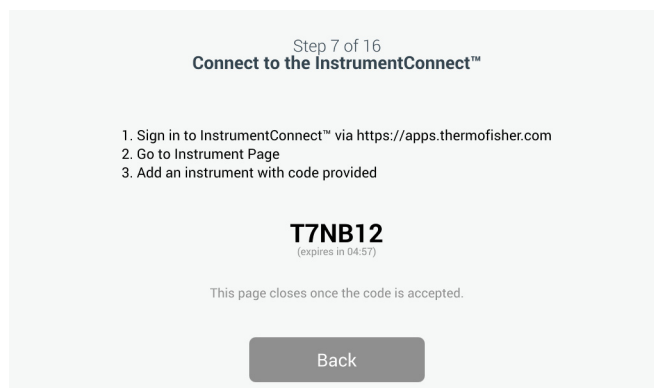 Step 7 of 16
Connect to the InstrumentConnect™
1. Sign in to InstrumentConnect™ via https://apps.thermofisher.com
2. Go to Instrument Page
3. Add an instrument with code provided
T7NB12
(expires in 04:57)
This page closes once the code is accepted.
Back